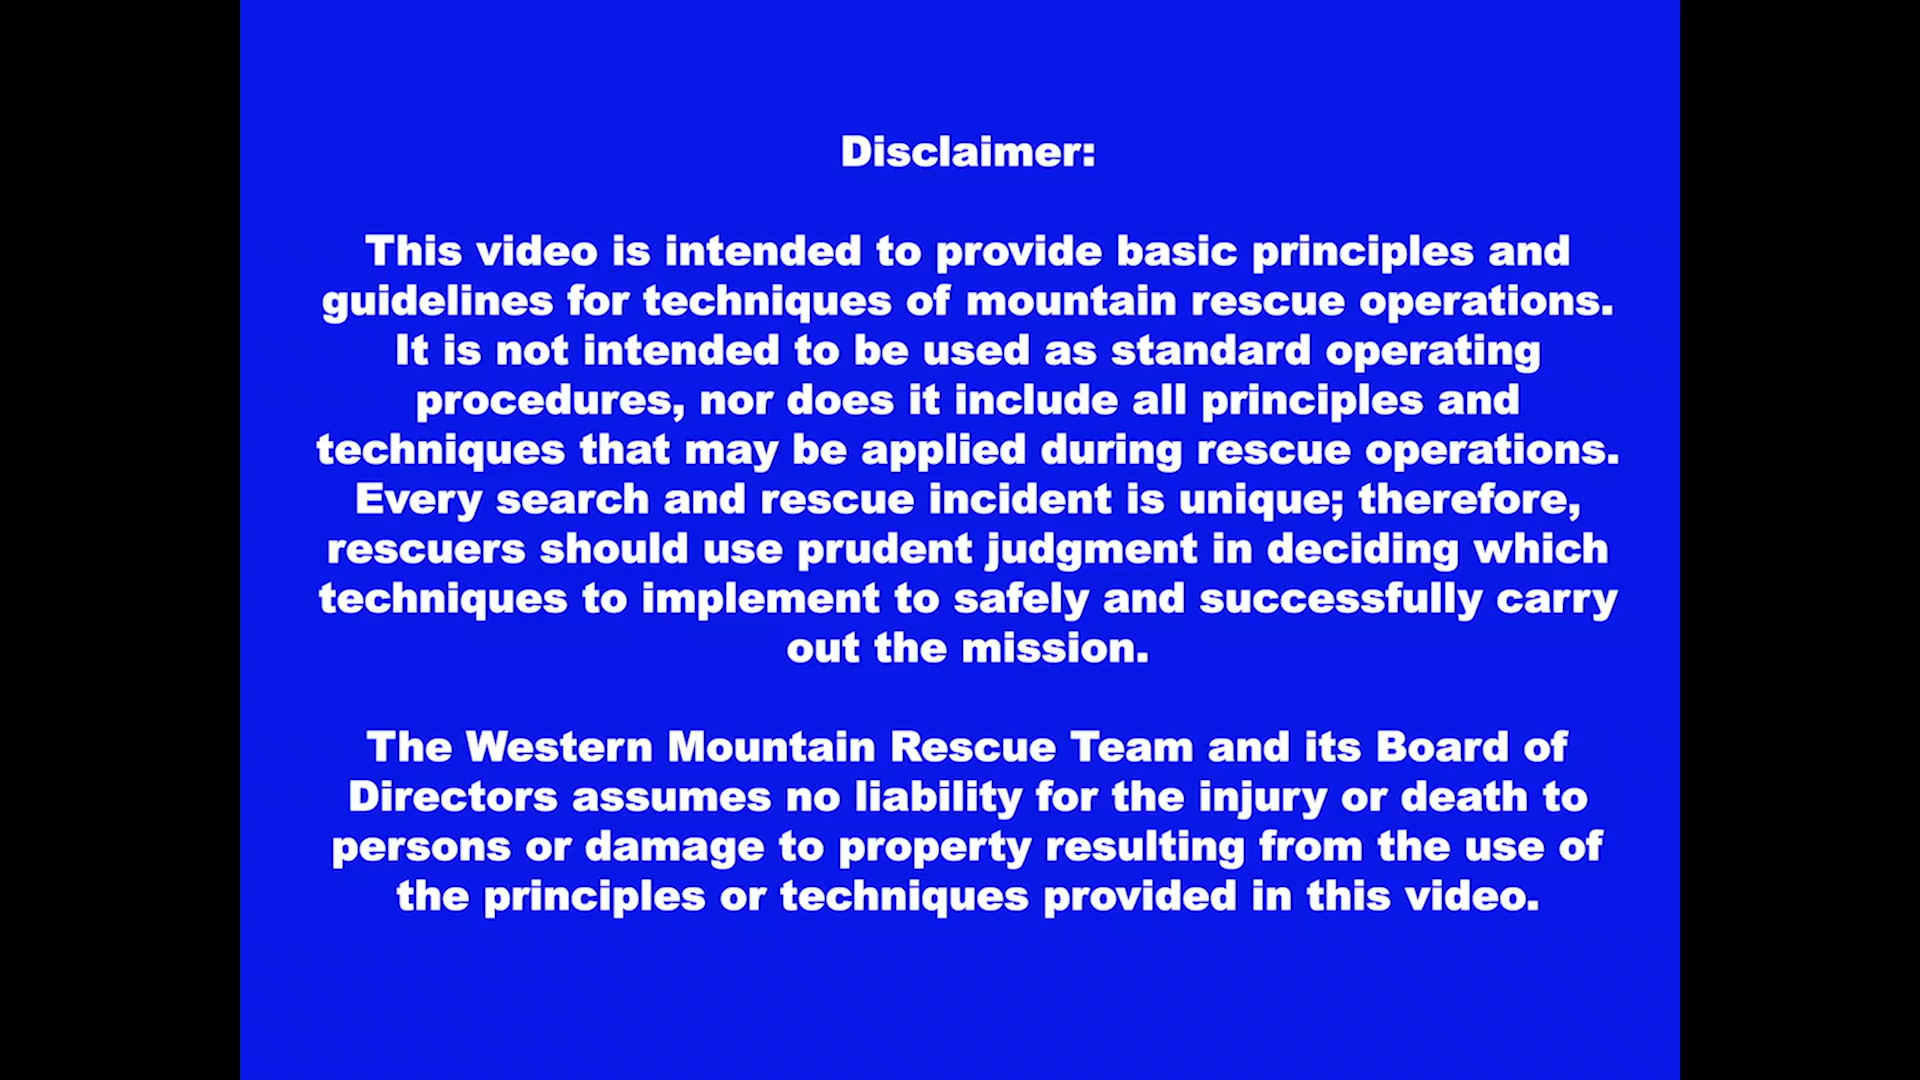 Disclaimer:
This video is intended to provide basic principles and
guidelines for techniques of mountain rescue operations.
It is not intended to be used as standard operating
procedures, nor does it include all principles and
techniques that may be applied during rescue operations.
Every search and rescue incident is unique; therefore,
rescuers should use prudent judgment in deciding which
techniques to implement to safely and successfully carry
out the mission.
The Western Mountain Rescue Team and its Board of
Directors assumes no liability for the injury or death to
persons or damage to property resulting from the use of
the principles or techniques provided in this video.